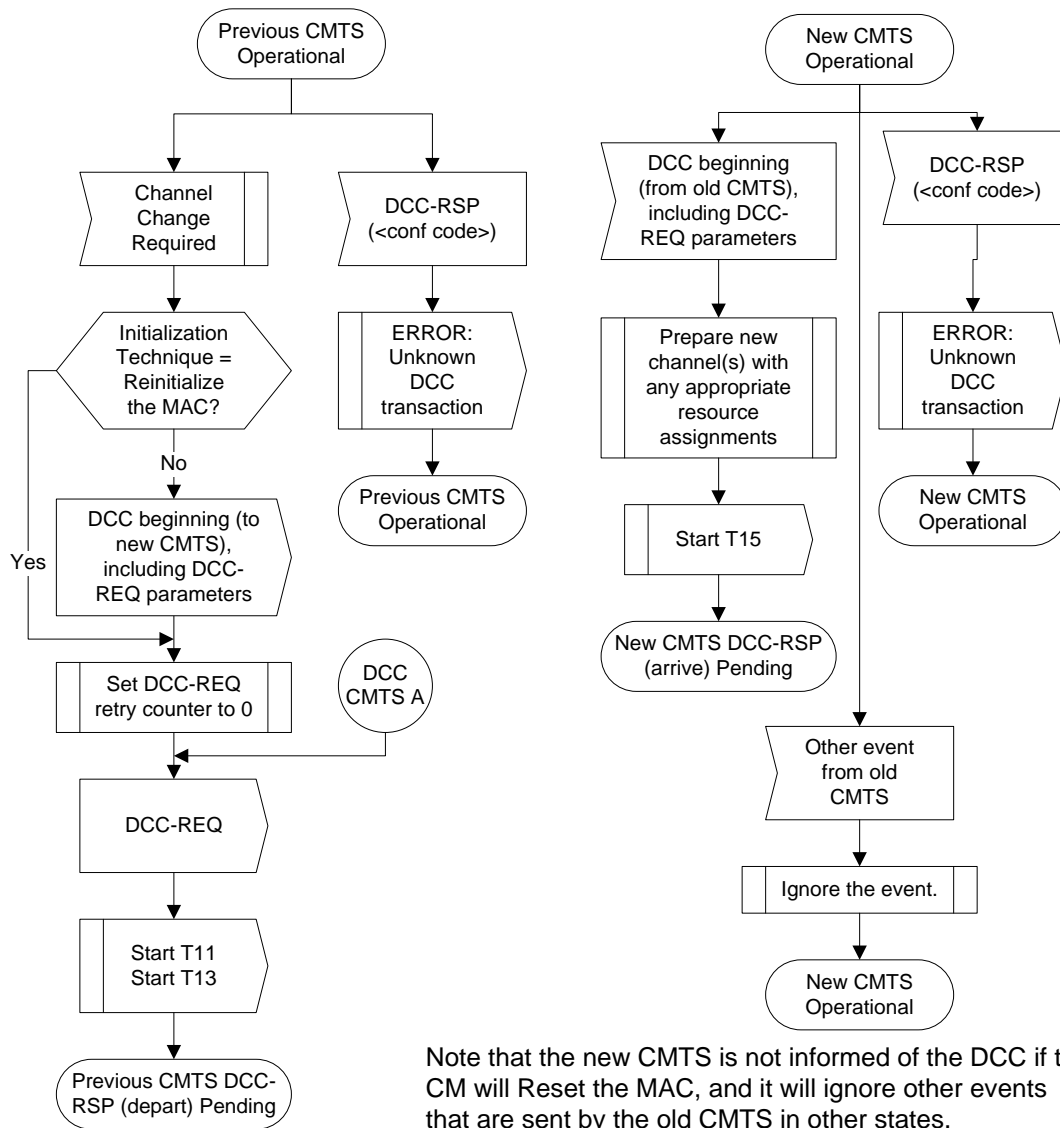 Previous CMTS
Operational
Channel
Change
Required
DCC-RSP
(<conf code>)
Initialization
Technique =
Reinitialize
the MAC?
ERROR:
Unknown
DCC
transaction
No
Previous CMTS
Operational
Yes
DCC beginning (to
new CMTS),
including DCC-
REQ parameters
Set DCC-REQ
retry counter to 0
DCC
CMTS A
DCC-REQ
Start T11
Start T13
Previous CMTS DCC-
RSP (depart) Pending
New CMTS
Operational
DCC beginning
(from old CMTS),
including DCC-
REQ parameters
DCC-RSP
(<conf code>)
Prepare new
channel(s) with
any appropriate
resource
assignments
ERROR:
Unknown
DCC
transaction
Start T15
New CMTS
Operational
New CMTS DCC-RSP
(arrive) Pending
Other event
from old
CMTS
Ignore the event.
New CMTS
Operational
Note that the new CMTS is not informed of the DCC if
CM will Reset the MAC, and it will ignore other events
that are sent by the old CMTS in other states.